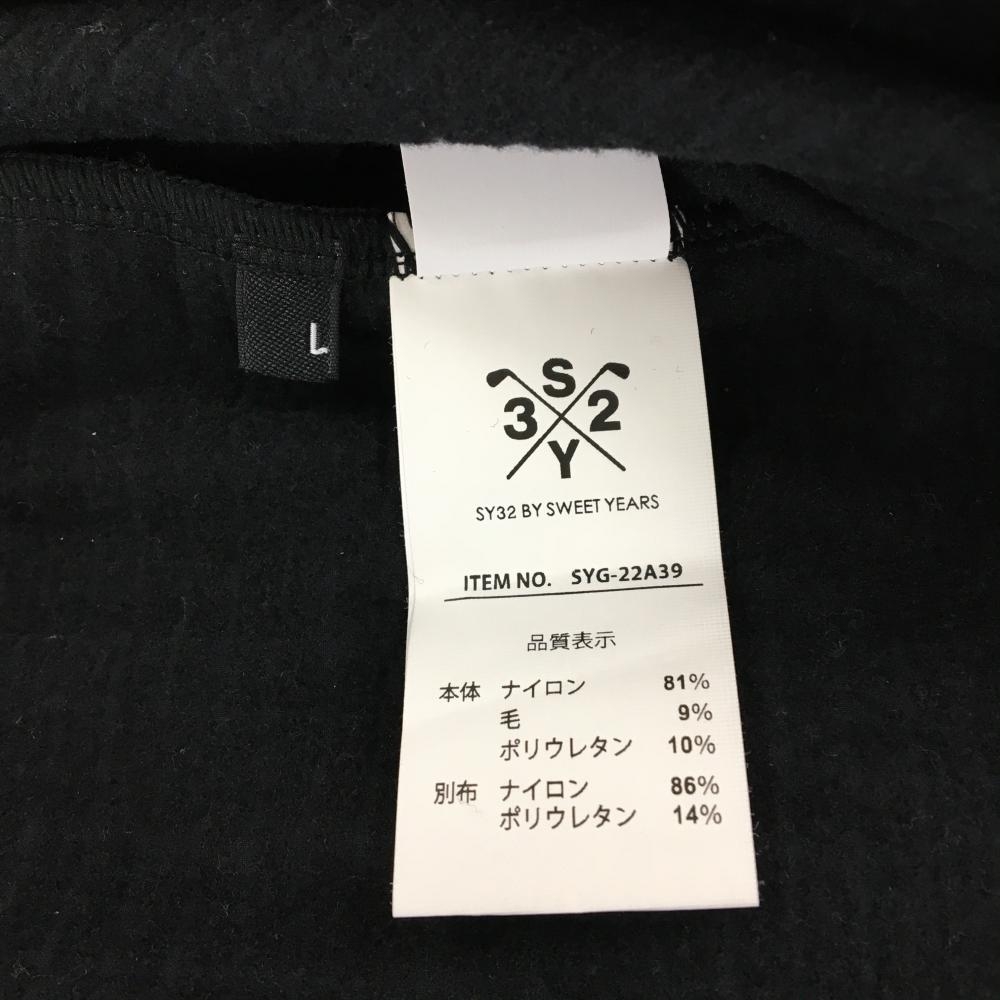 L
S
3 2
Y
SY32 BY SWEET YEARS
ITEM NO. SYG-22A39
品質表示
本体 ナイロン 81%
毛 9%
ポリウレタン 10%
別布 ナイロン 86%
ポリウレタン 14%